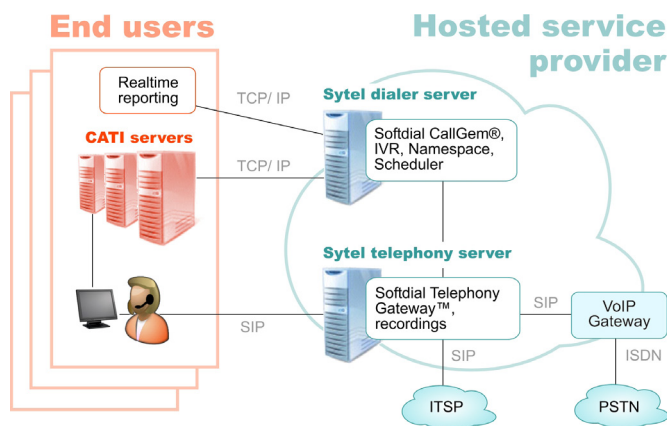 End users
Hosted service
provider
Realtime
reporting
TCP/ IP
Sytel dialer server
CATI servers
Softdial CallGem®,
IVR, Namespace,
Scheduler
TCP/ IP
Sytel telephony server
Softdial Telephony
Gateway™,
recordings
SIP
VoIP
Gateway
SIP
SIP
ISDN
ITSP
PSTN